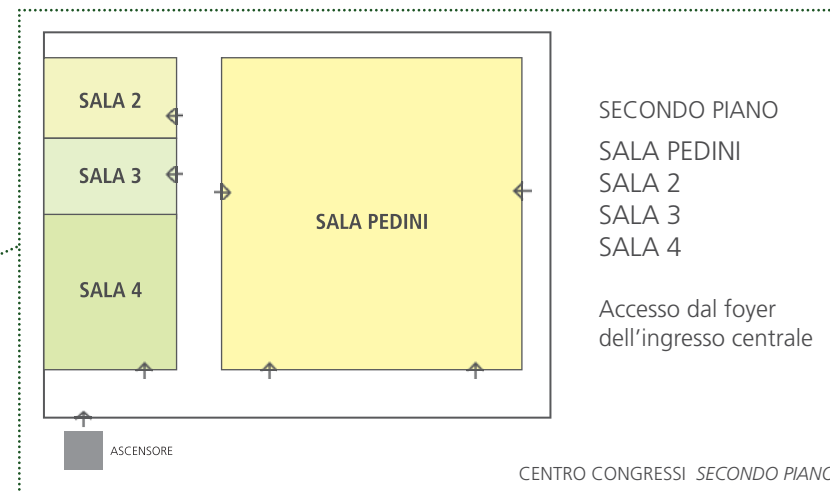 SALA 2
SALA 3
SALA 4
SALA PEDINI
ASCENSORE
SECONDO PIANO
SALA PEDINI
SALA 2
SALA 3
SALA 4
Accesso dal foyer
dell’ingresso centrale
CENTRO CONGRESSI SECONDO PIANO